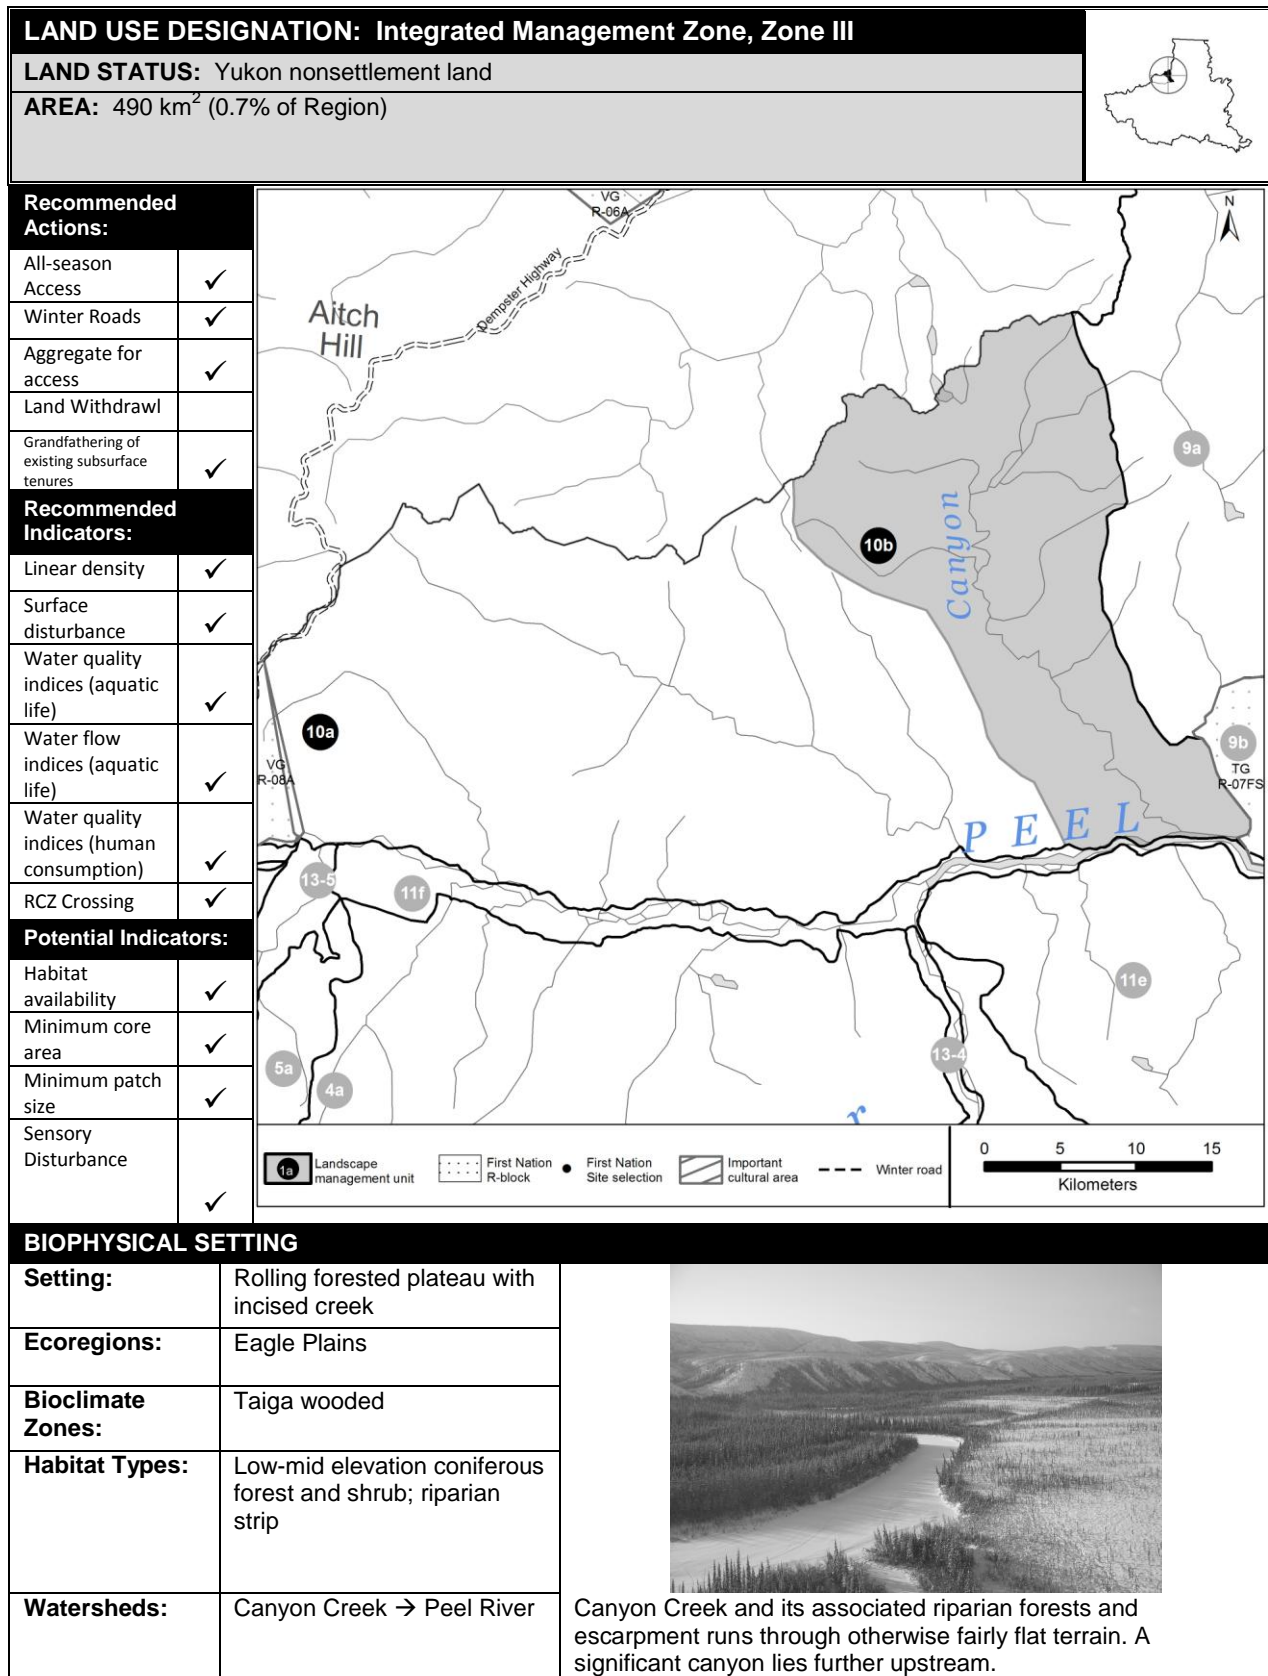 LAND USE DESIGNATION: Integrated Management Zone, Zone III
LAND STATUS: Yukon nonsettlement land
AREA: 490 km² (0.7% of Region)
Recommended
Actions:
All-season
Access ✓
Winter Roads ✓
Aggregate for
access ✓
Land Withdrawl
Grandfathering of
existing subsurface
tenures ✓
Recommended
Indicators:
Linear density ✓
Surface
disturbance ✓
Water quality
indices (aquatic
life) ✓
Water flow
indices (aquatic
life) ✓
Water quality
indices (human
consumption) ✓
RCZ Crossing ✓
Potential Indicators:
Habitat
availability ✓
Minimum core
area ✓
Minimum patch
size ✓
Sensory
Disturbance ✓
VG
R-06A
N
Dempster Highway
Aitch
Hill
9a
10b
Canyon
10a
VG
R-08A
9b
TG
R-07FS
PEEL
13-5
11f
11e
13-4
5a
4a
r
1a
Landscape
management unit
First Nation
R-block
First Nation
Site selection
Important
cultural area
Winter road
0 5 10 15
Kilometers
BIOPHYSICAL SETTING
Setting: Rolling forested plateau with
incised creek
Ecoregions: Eagle Plains
Bioclimate
Zones: Taiga wooded
Habitat Types: Low-mid elevation coniferous
forest and shrub; riparian
strip
Watersheds: Canyon Creek → Peel River
Canyon Creek and its associated riparian forests and
escarpment runs through otherwise fairly flat terrain. A
significant canyon lies further upstream.